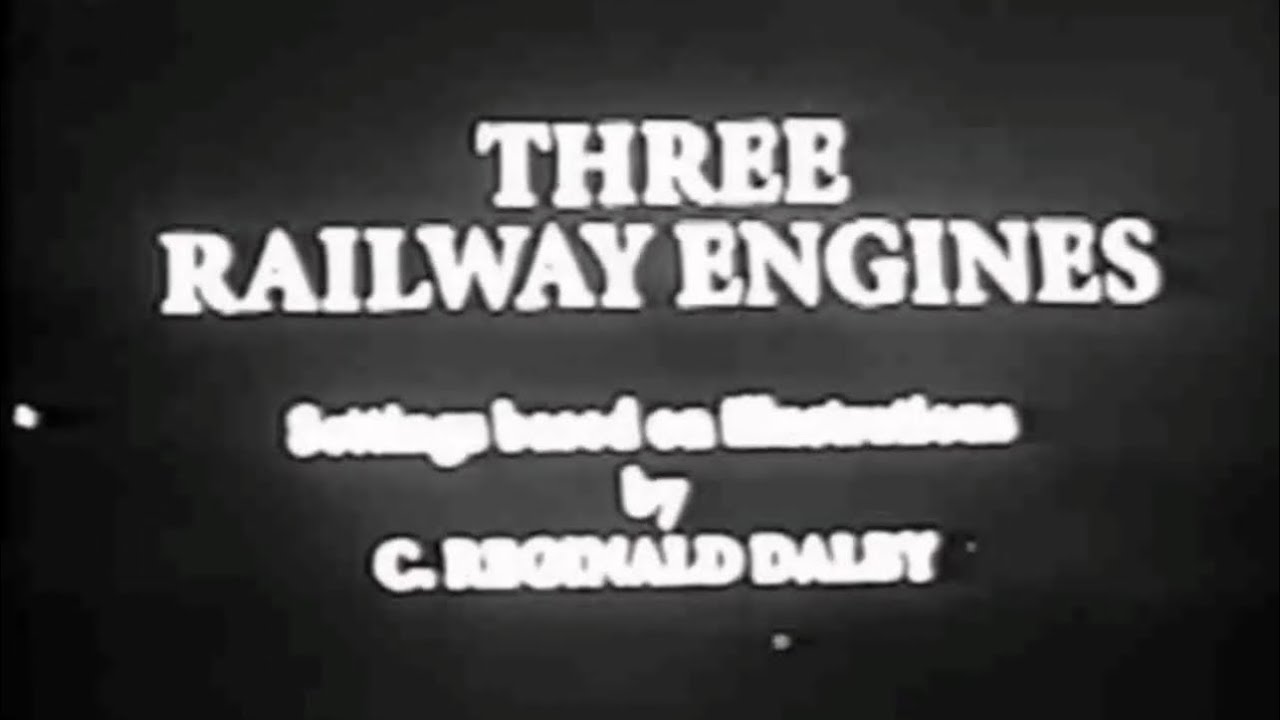 THREE
RAILWAY ENGINES
Settings based on Illustrations
by
C. REGINALD DALBY